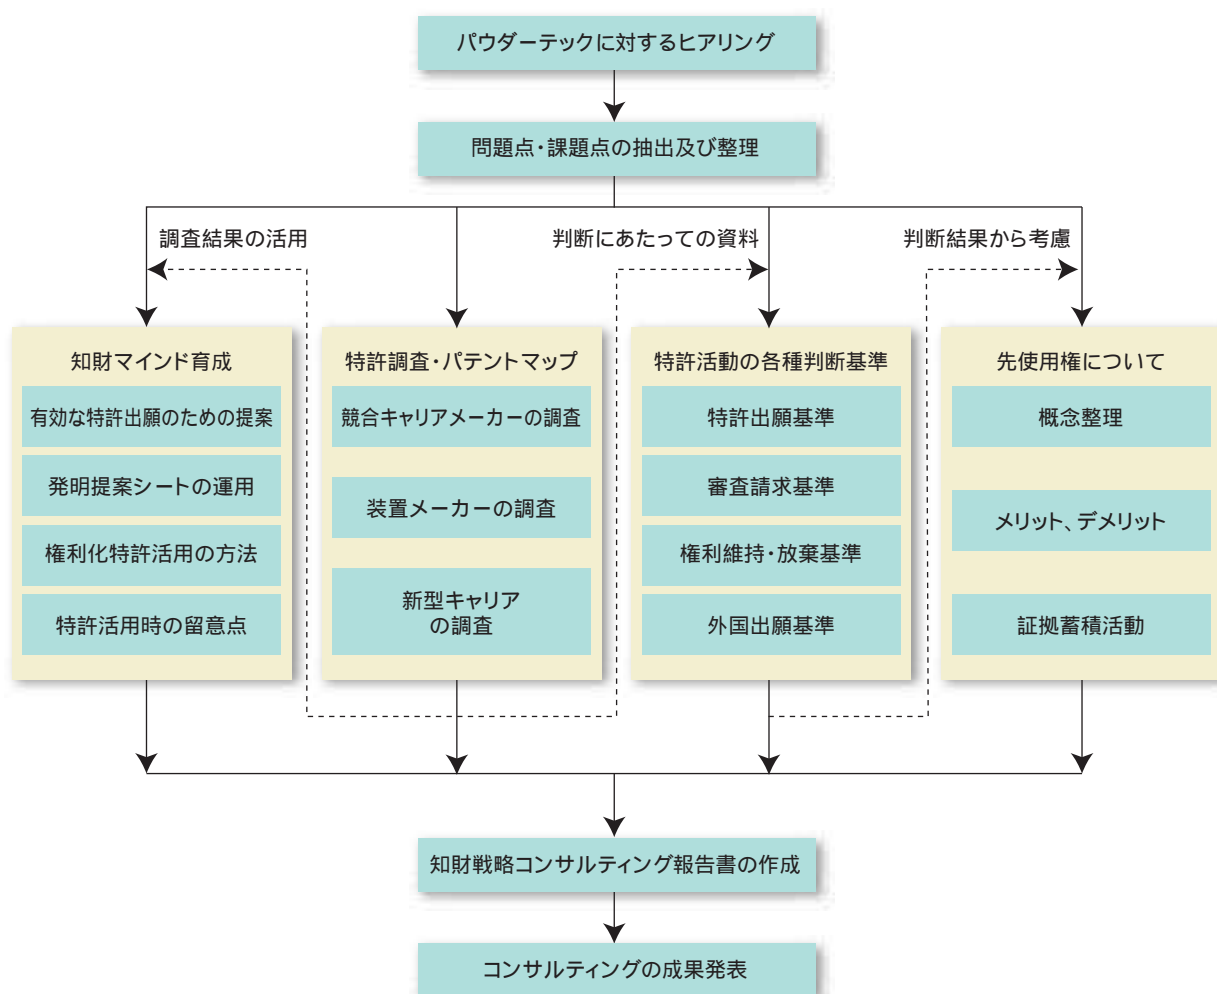 パウダーテックに対するヒアリング
問題点・課題点の抽出及び整理
調査結果の活用
判断にあたっての資料
判断結果から考慮
知財マインド育成
有効な特許出願のための提案
発明提案シートの運用
権利化特許活用の方法
特許活用時の留意点
特許調査・パテントマップ
競合キャリアメーカーの調査
装置メーカーの調査
新型キャリア
の調査
特許活動の各種判断基準
特許出願基準
審査請求基準
権利維持・放棄基準
外国出願基準
先使用権について
概念整理
メリット、デメリット
証拠蓄積活動
知財戦略コンサルティング報告書の作成
コンサルティングの成果発表